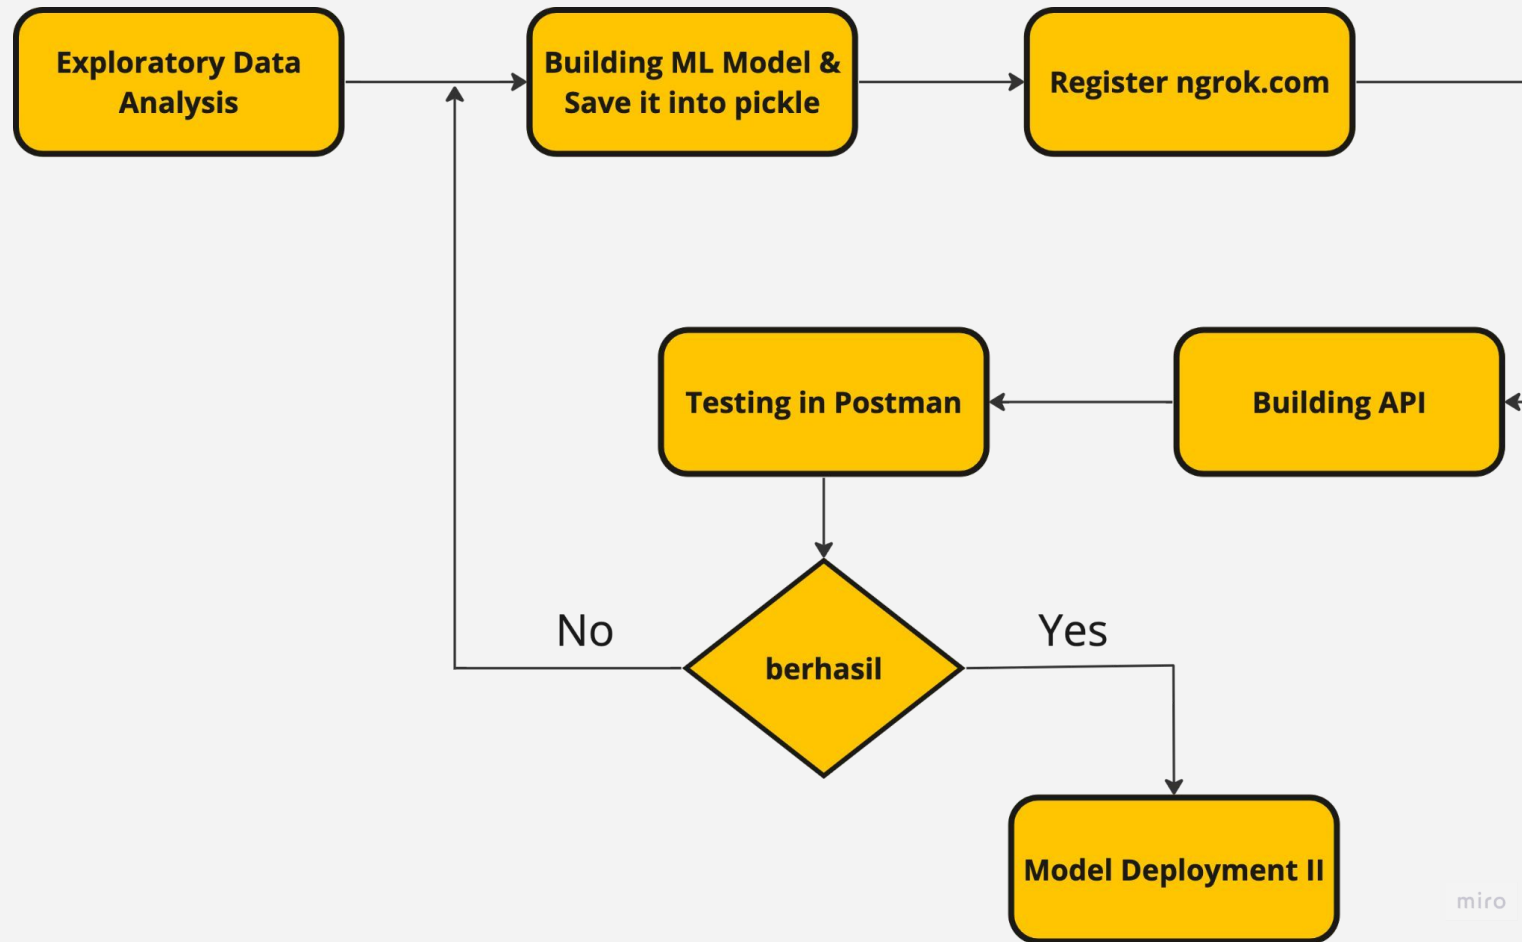 Exploratory Data
Analysis
Building ML Model &
Save it into pickle
Register ngrok.com
Testing in Postman
Building API
No
Yes
berhasil
Model Deployment II
miro